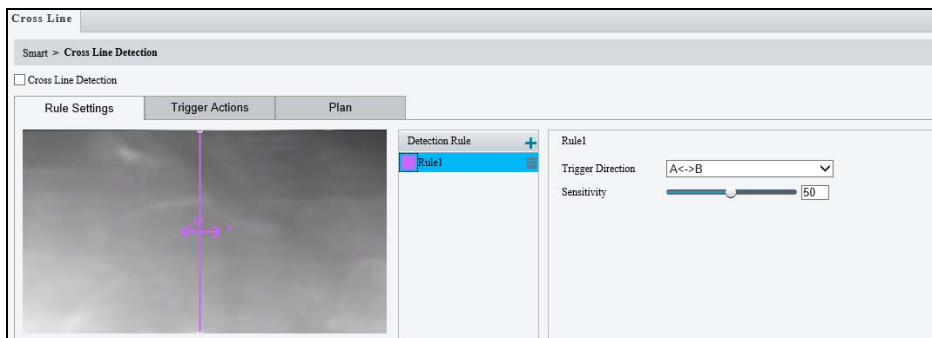 Cross Line
Smart > Cross Line Detection
Cross Line Detection
Rule Settings Trigger Actions Plan
Detection Rule + Rule1
Rule1
Trigger Direction A<->B
Sensitivity 50
A